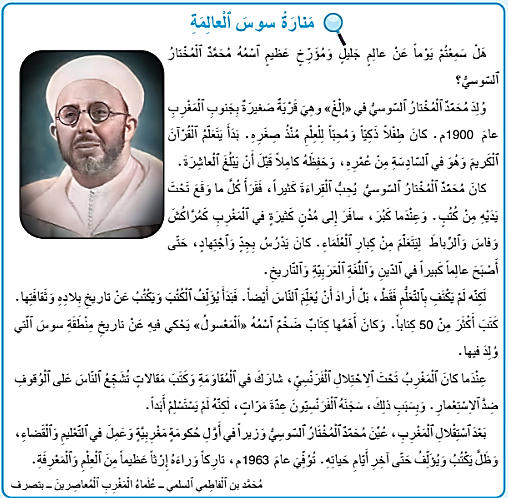 مَنارَةُ سوسَ ٱلْعالِمَةِ
هَلْ سَمِعْتُمْ يَوْماً عَنْ عالِمٍ جَليلٍ وَمُؤَرِّخٍ عَظيمٍ ٱسْمُهُ مُحَمَّدٌ ٱلْمُخْتارُ
ٱلسّوسِيُّ؟
وُلِدَ مُحَمَّدٌ ٱلْمُخْتارُ ٱلسّوسِيُّ في «إلْغْ» وهِيَ قَرْيَةٌ صَغيرَةٌ بِجَنوبِ ٱلْمَغْرِبِ
عامَ 1900م. كانَ طِفْلاً ذَكِيّاً وَمُحِبّاً لِلْعِلْمِ مُنْذُ صِغَرِهِ. بَدَأَ يَتَعَلَّمُ ٱلْقُرْآنَ
ٱلْكَريمَ وَهُوَ في ٱلسّادِسَةِ مِنْ عُمُرِهِ، وَحَفِظَهُ كامِلاً قَبْلَ أَنْ يَبْلُغَ ٱلْعاشِرَةَ.
كانَ مُحَمَّدٌ ٱلْمُخْتارُ ٱلسّوسِيُّ يُحِبُّ ٱلْقِراءَةَ كَثيراً، فَقَرَأَ كُلَّ ما وَقَعَ تَحْتَ
يَدَيْهِ مِنْ كُتُبٍ. وَعِنْدَما كَبُرَ، سافَرَ إِلى مُدُنٍ كَثيرَةٍ في ٱلْمَغْرِبِ كَمُرّاكُشَ
وَفاسَ وَٱلرِّباطِ لِيَتَعَلَّمَ مِنْ كِبارِ ٱلْعُلَماءِ. كانَ يَدْرُسُ بِجِدٍّ وَٱجْتِهادٍ، حَتّى
أَصْبَحَ عالِماً كَبيراً في ٱلدّينِ وَٱللُّغَةِ ٱلْعَرَبِيَّةِ وَٱلتّاريخِ.
لَكِنَّه لَمْ يَكْتَفِ بِٱلتَّعَلُّمِ فَقَطْ، بَلْ أَرادَ أَنْ يُعَلِّمَ ٱلنّاسَ أَيْضاً. فَبَدَأَ يُؤَلِّفُ ٱلْكُتُبَ وَيَكْتُبُ عَنْ تاريخِ بِلادِهِ وَثَقافَتِها.
كَتَبَ أَكْثَرَ مِنْ 50 كِتاباً. وَكانَ أَهَمَّها كِتابٌ ضَخْمٌ ٱسْمُهُ «ٱلْمَعْسولُ» يَحْكي فيهِ عَنْ تاريخِ مِنْطَقَةِ سوسَ ٱلَّتي
وُلِدَ فيها.
عِنْدَما كانَ ٱلْمَغْرِبُ تَحْتَ ٱلِٱحْتِلالِ ٱلْفَرَنْسِيِّ، شارَكَ في ٱلْمُقاوَمَةِ وَكَتَبَ مَقالاتٍ تُشَجِّعُ ٱلنّاسَ عَلى ٱلْوُقوفِ
ضِدَّ ٱلِٱسْتِعْمارِ. وَبِسَبَبِ ذلِكَ، سَجَنَهُ ٱلْفَرَنْسِيّونَ عِدَّةَ مَرّاتٍ، لَكِنَّهُ لَمْ يَسْتَسْلِمْ أَبَداً.
بَعْدَ ٱسْتِقْلالِ ٱلْمَغْرِبِ، عُيِّنَ مُحَمَّدٌ ٱلْمُخْتارُ ٱلسّوسِيُّ وَزيراً في أَوَّلِ حُكومَةٍ مَغْرِبِيَّةٍ وَعَمِلَ في ٱلتَّعْليمِ وَٱلْقَضاءِ،
وَظَلَّ يَكْتُبُ وَيُؤَلِّفُ حَتّى آخِرِ أَيّامِ حَياتِهِ. تُوُفِّيَ عامَ 1963م، تارِكاً وَراءَهُ إِرْثاً عَظيماً مِنَ ٱلْعِلْمِ وَٱلْمَعْرِفَةِ.
مُحَمَّد بن ٱلْفاطِمي السلمي ـ عُلَماءُ ٱلْمَغْرِبِ ٱلْمُعاصِرينَ ـ بتصرف